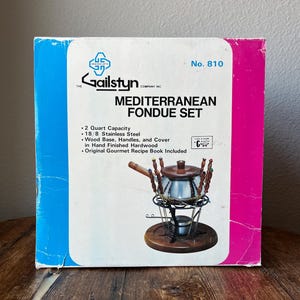 No. 810
THE Gailstyn COMPANY INC
MEDITERRANEAN
FONDUE SET
• 2 Quart Capacity
• 18/8 Stainless Steel
• Wood Base, Handles, and Cover
in Hand Finished Hardwood
• Original Gourmet Recipe Book Included